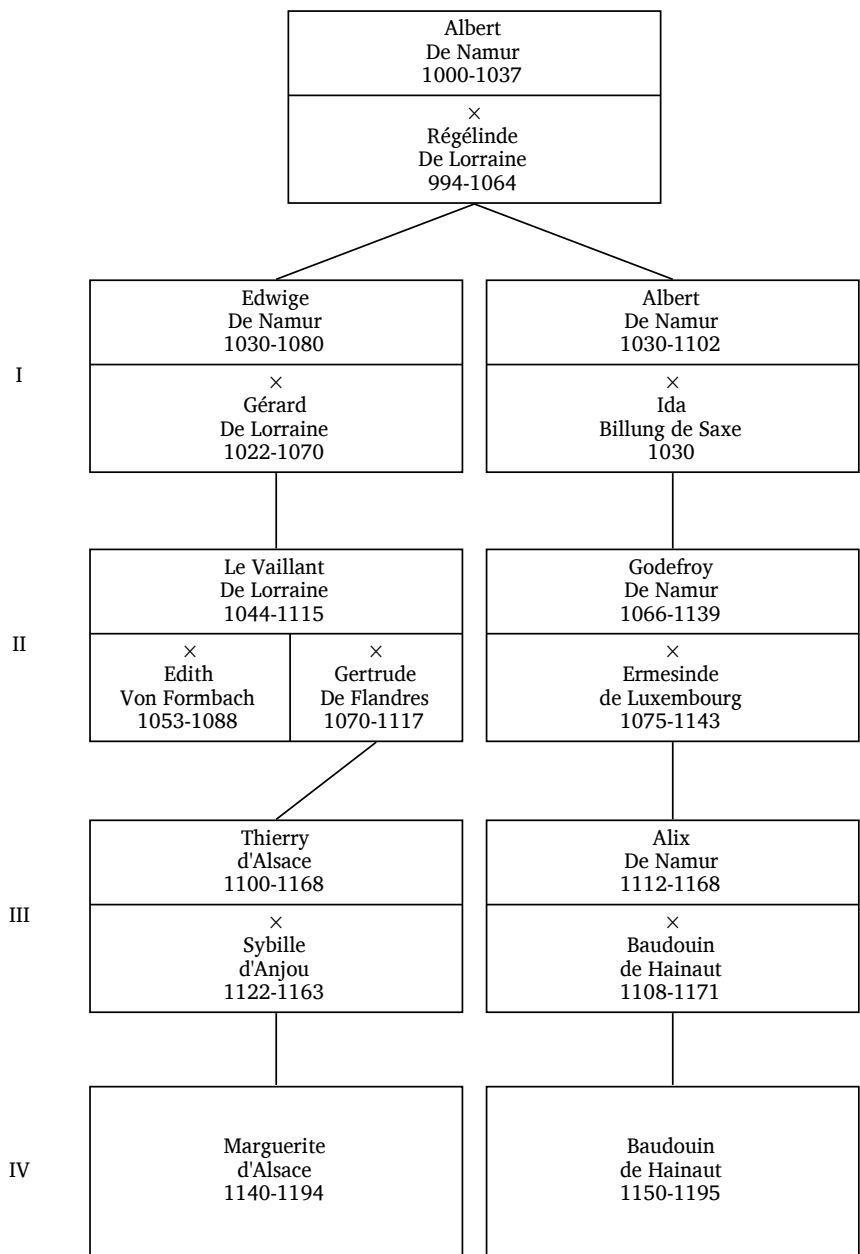 Albert
De Namur
1000-1037
×
Régélinde
De Lorraine
994-1064
I
Edwige
De Namur
1030-1080
×
Gérard
De Lorraine
1022-1070
Albert
De Namur
1030-1102
×
Ida
Billung de Saxe
1030
II
Le Vaillant
De Lorraine
1044-1115
×
Edith
Von Formbach
1053-1088
×
Gertrude
De Flandres
1070-1117
Godefroy
De Namur
1066-1139
×
Ermesinde
de Luxembourg
1075-1143
III
Thierry
d'Alsace
1100-1168
×
Sybille
d'Anjou
1122-1163
Alix
De Namur
1112-1168
×
Baudouin
de Hainaut
1108-1171
IV
Marguerite
d'Alsace
1140-1194
Baudouin
de Hainaut
1150-1195